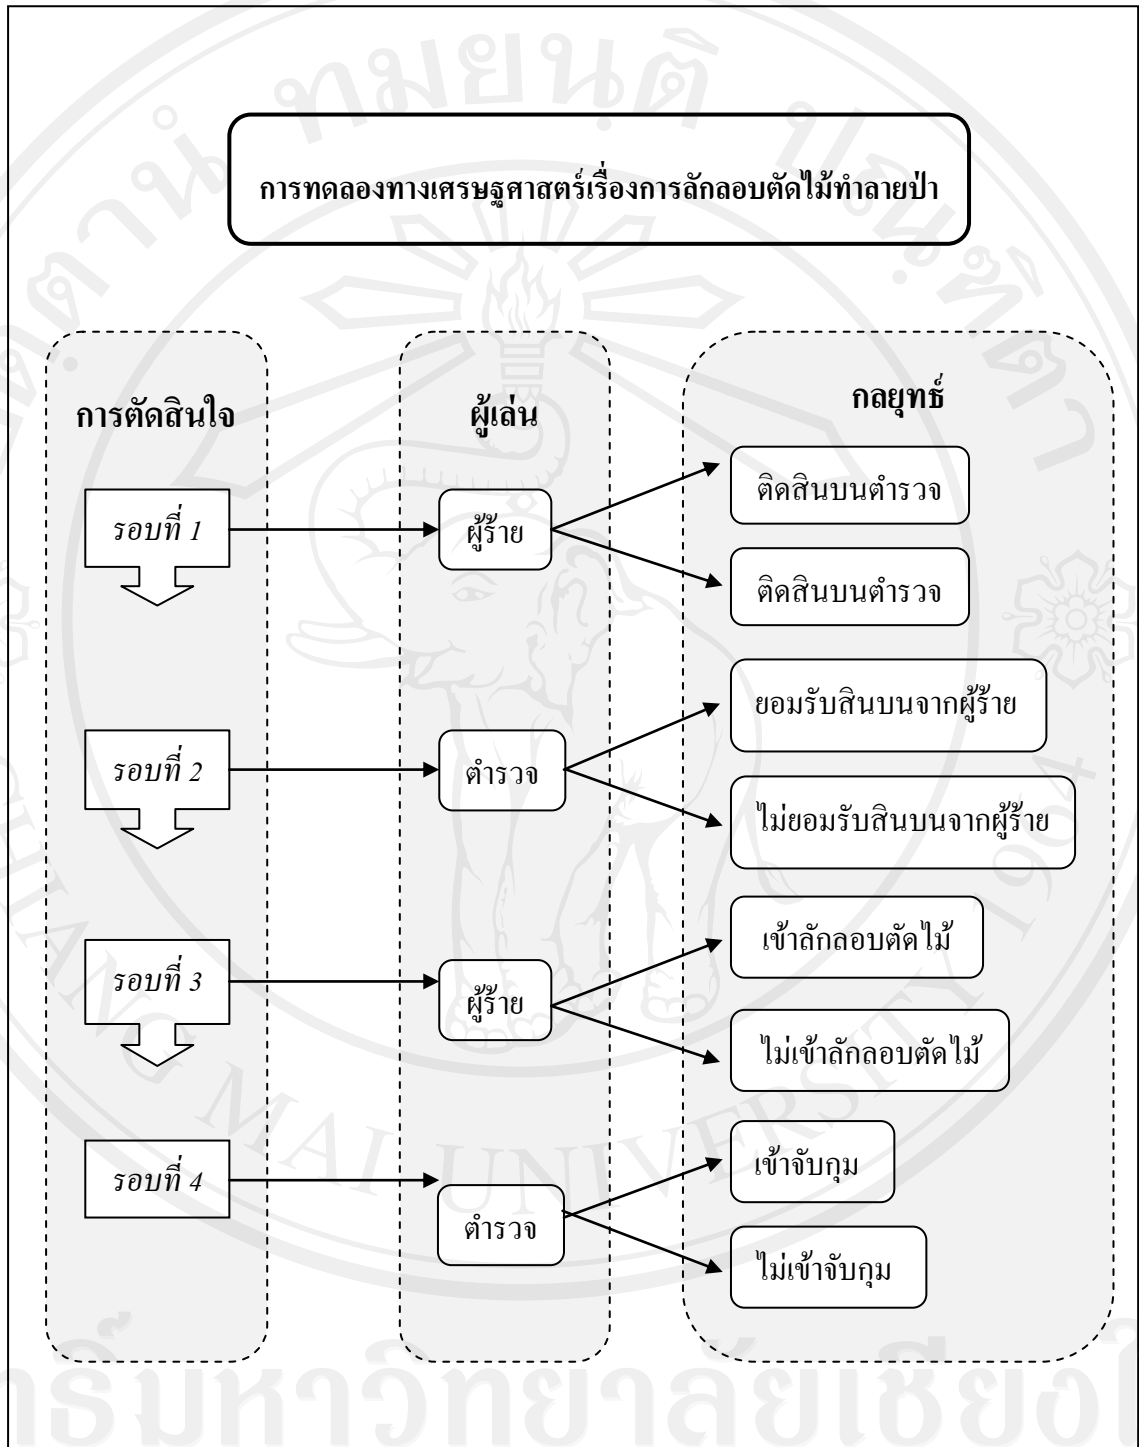 การทดลองทางเศรษฐศาสตร์เรื่องการลักลอบตัดไม้ทำลายป่า
การตัดสินใจ
ผู้เล่น
กลยุทธ์
รอบที่ 1
ผู้ร้าย
ติดสินบนตำรวจ
ติดสินบนตำรวจ
รอบที่ 2
ตำรวจ
ยอมรับสินบนจากผู้ร้าย
ไม่ยอมรับสินบนจากผู้ร้าย
รอบที่ 3
ผู้ร้าย
เข้าลักลอบตัดไม้
ไม่เข้าลักลอบตัดไม้
รอบที่ 4
ตำรวจ
เข้าจับกุม
ไม่เข้าจับกุม
CHIANG MAI UNIVERSITY 1964